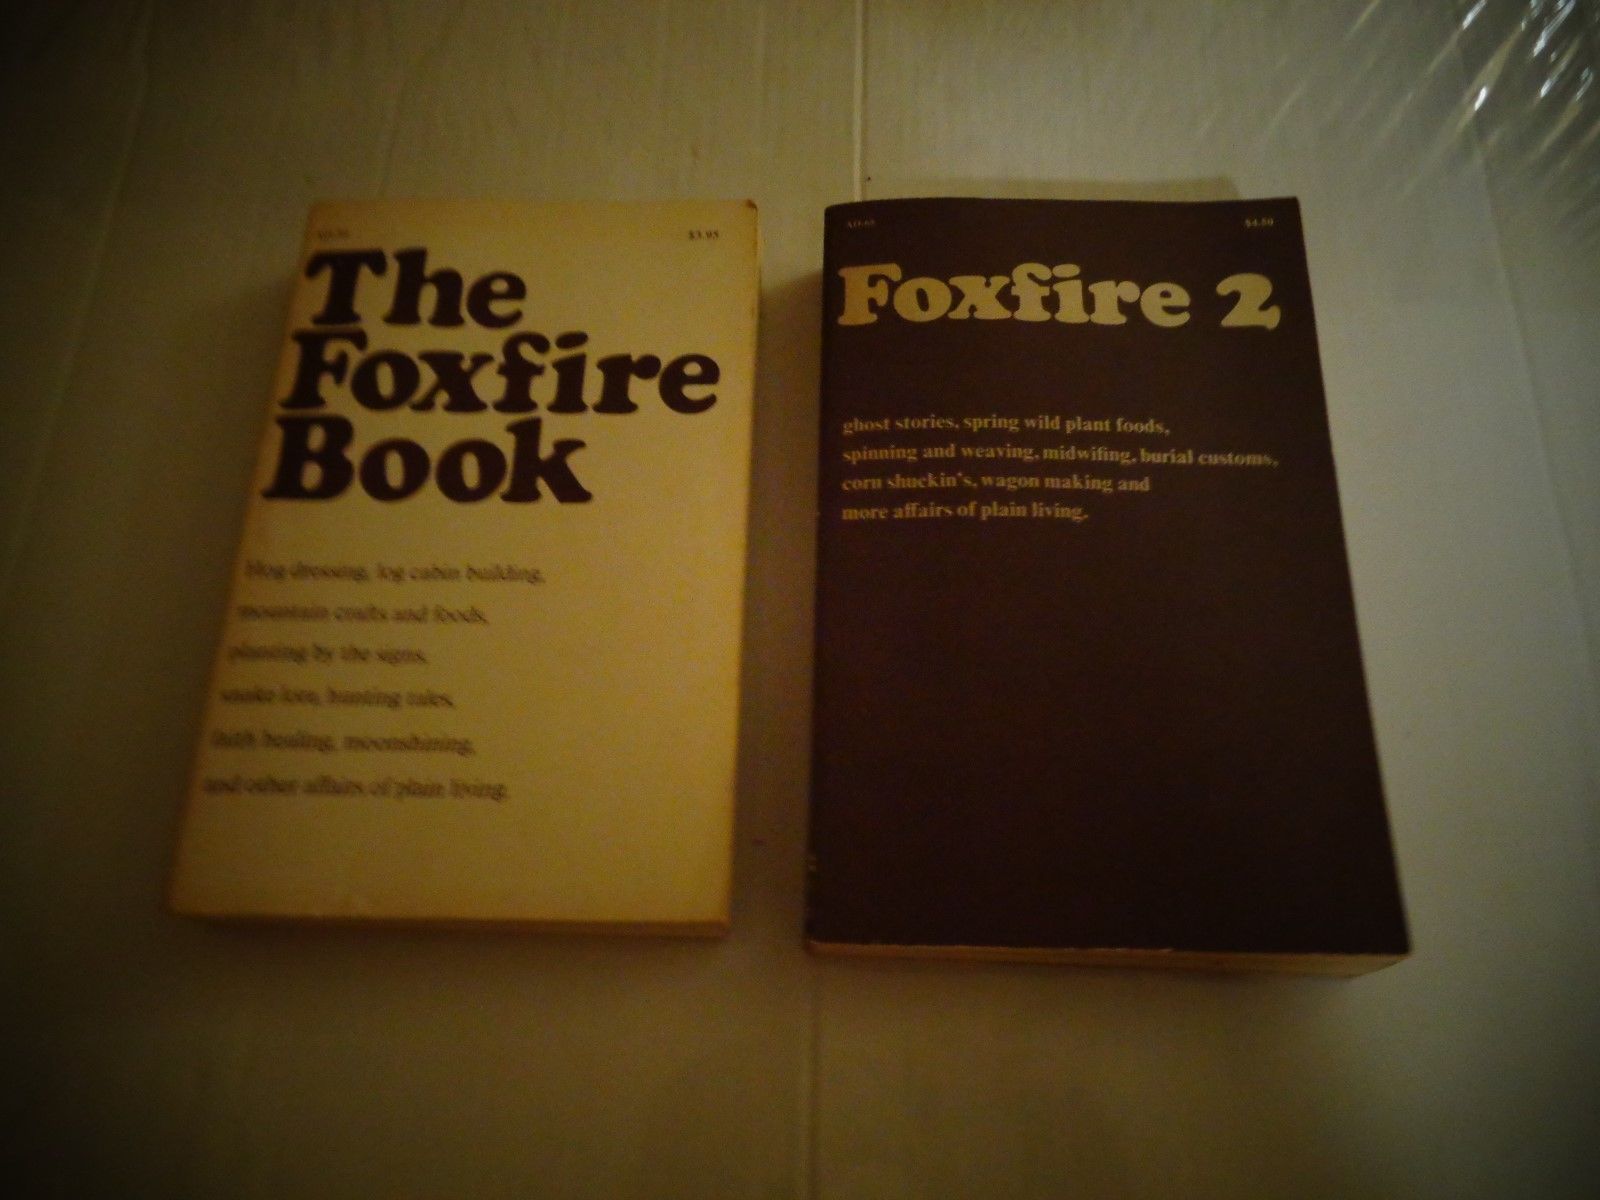 $3.95
The
Foxfire
Book
hog dressing, log cabin building,
mountain crafts and foods,
planting by the signs,
snake lore, hunting tales,
faith healing, moonshining,
and other affairs of plain living.
$4.50
Foxfire 2
ghost stories, spring wild plant foods,
spinning and weaving, midwifing, burial customs,
corn shuckin's, wagon making and
more affairs of plain living.